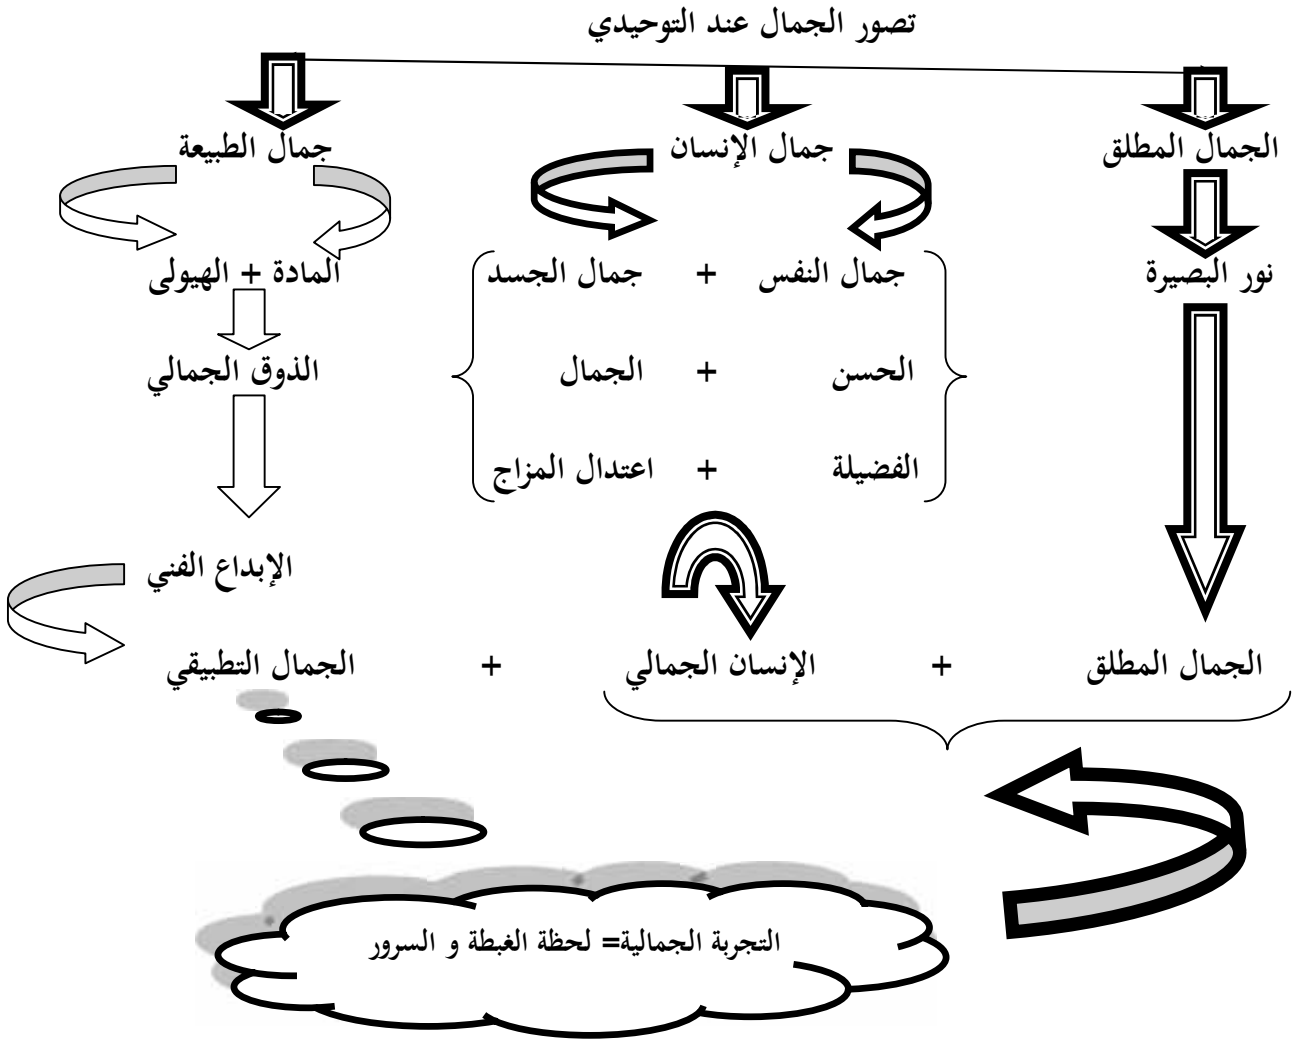 تصور الجمال عند التوحيدي
الجمال المطلق جمال الإنسان جمال الطبيعة
نور البصيرة جمال النفس + جمال الجسد المادة + الهيولى
الحسن + الجمال الذوق الجمالي
الفضيلة + اعتدال المزاج
الإبداع الفني
الجمال المطلق + الإنسان الجمالي + الجمال التطبيقي
التجربة الجمالية= لحظة الغبطة و السرور